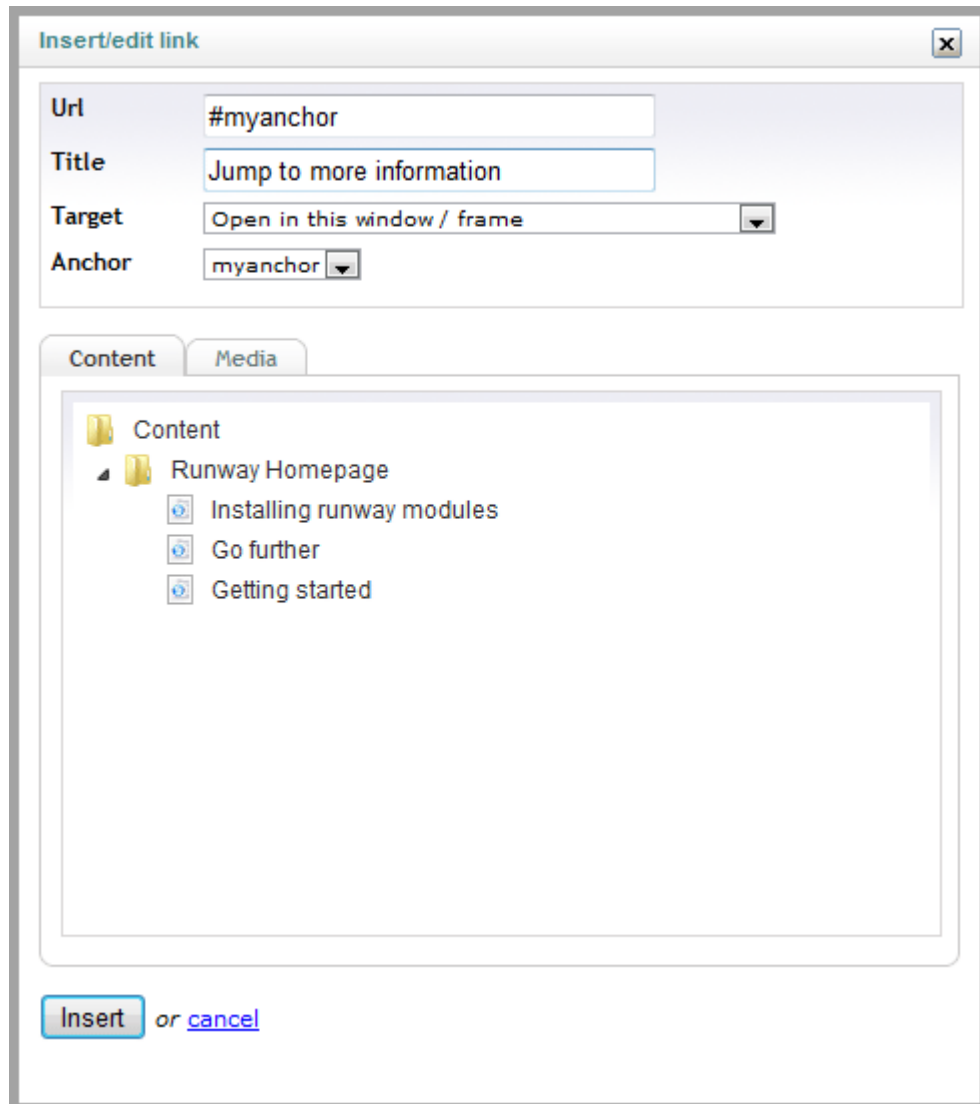 Insert/edit link
Url #myanchor
Title Jump to more information
Target Open in this window / frame
Anchor myanchor
Content Media
Content
Runway Homepage
Installing runway modules
Go further
Getting started
Insert or cancel